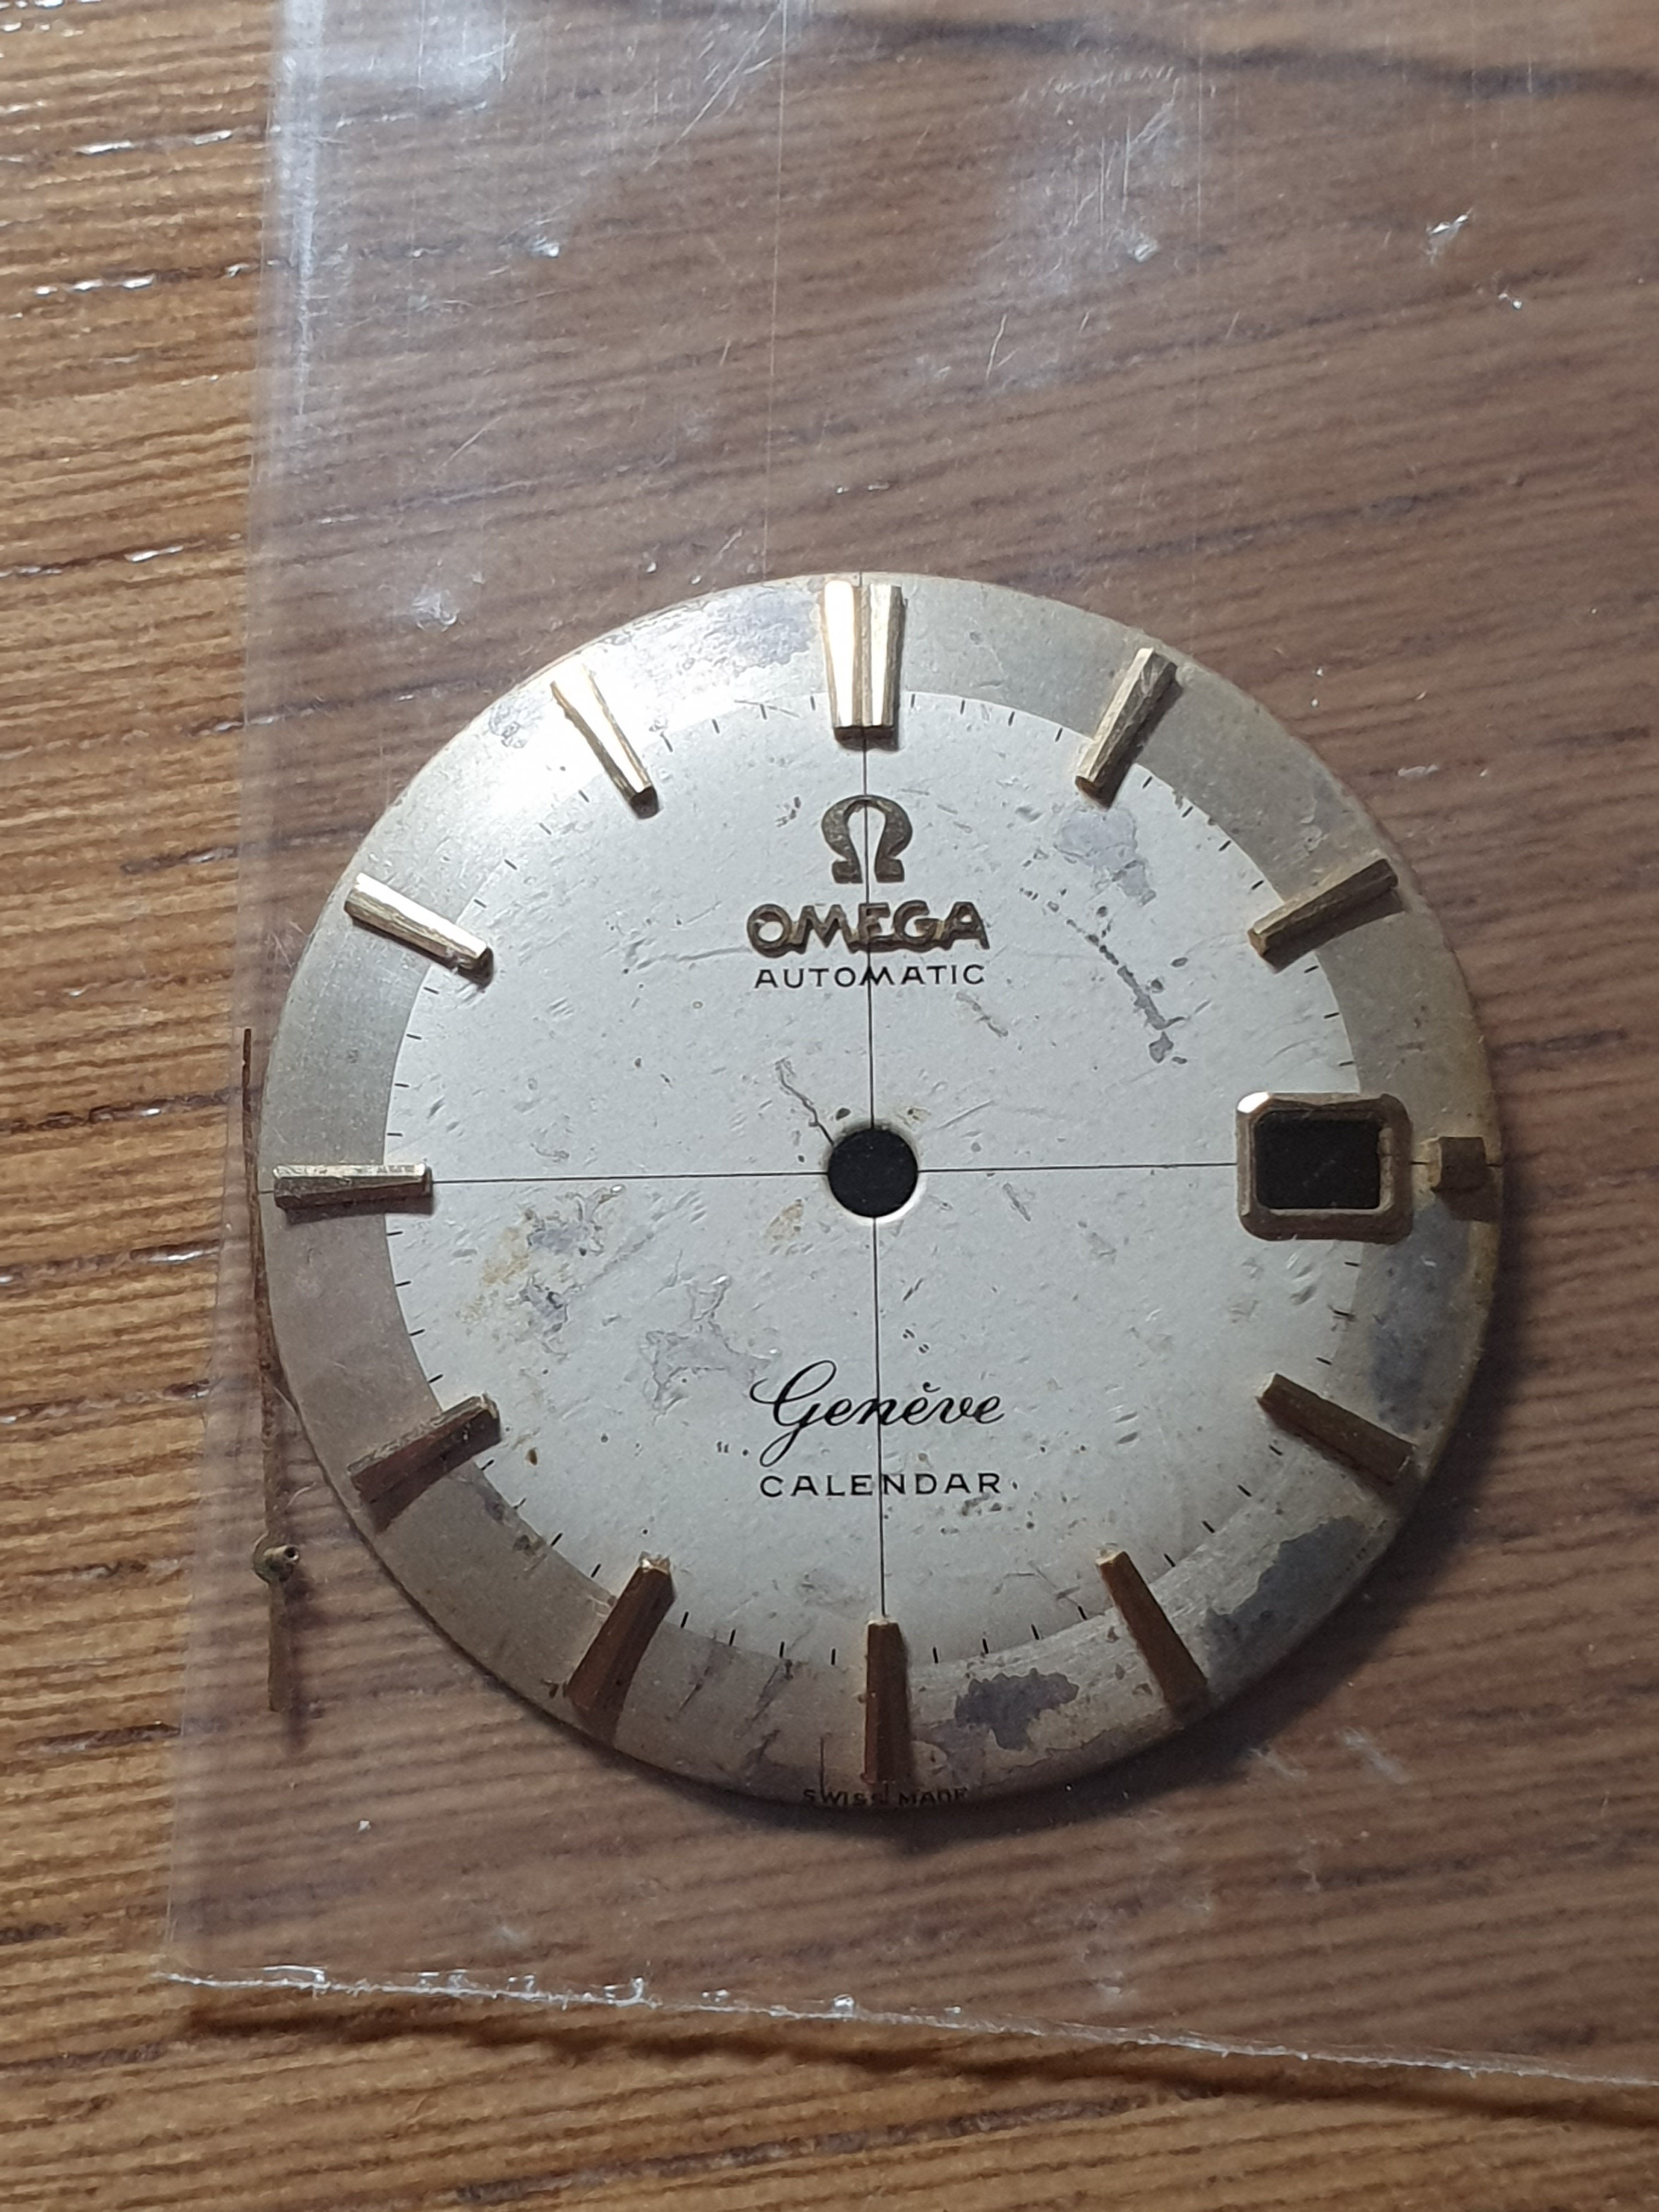 Ω
OMEGA
AUTOMATIC
Genève
CALENDAR
SWISS MADE